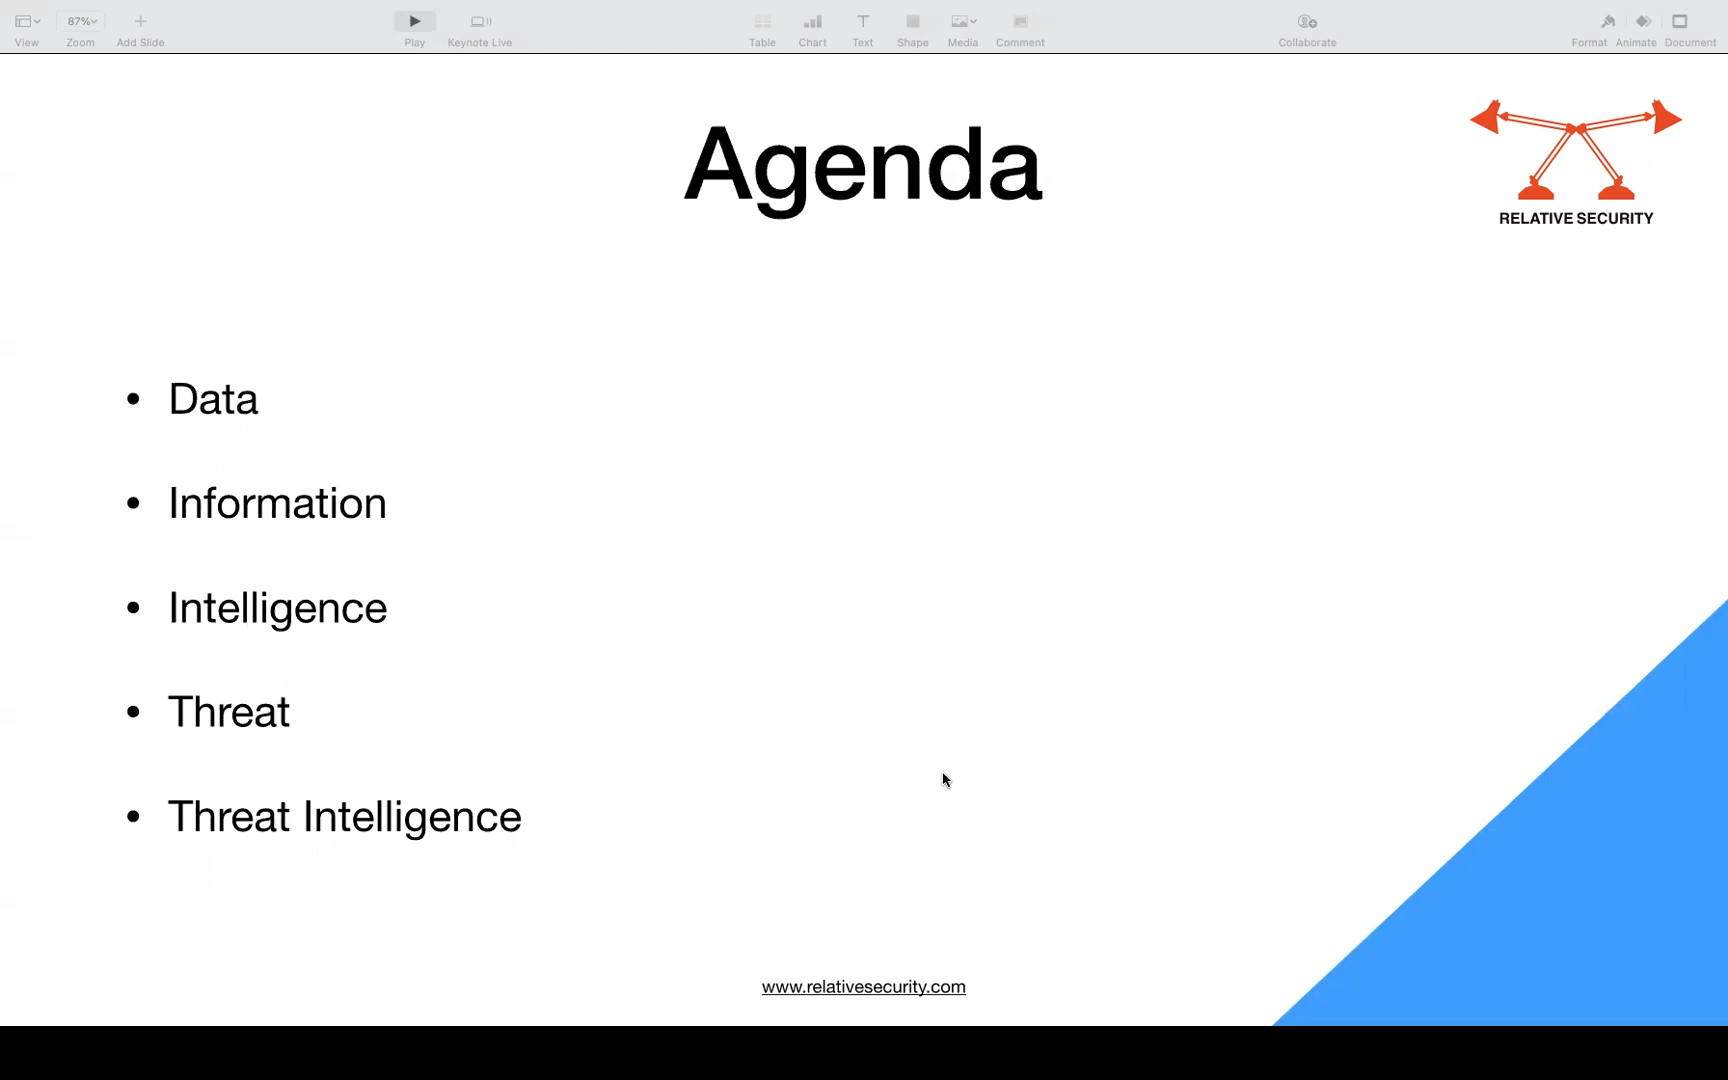 87%
View
Zoom
Add Slide
Play
Keynote Live
Table
Chart
Text
Shape
Media
Comment
Collaborate
Format
Animate
Document
Agenda
RELATIVE SECURITY
• Data
• Information
• Intelligence
• Threat
• Threat Intelligence
www.relativesecurity.com